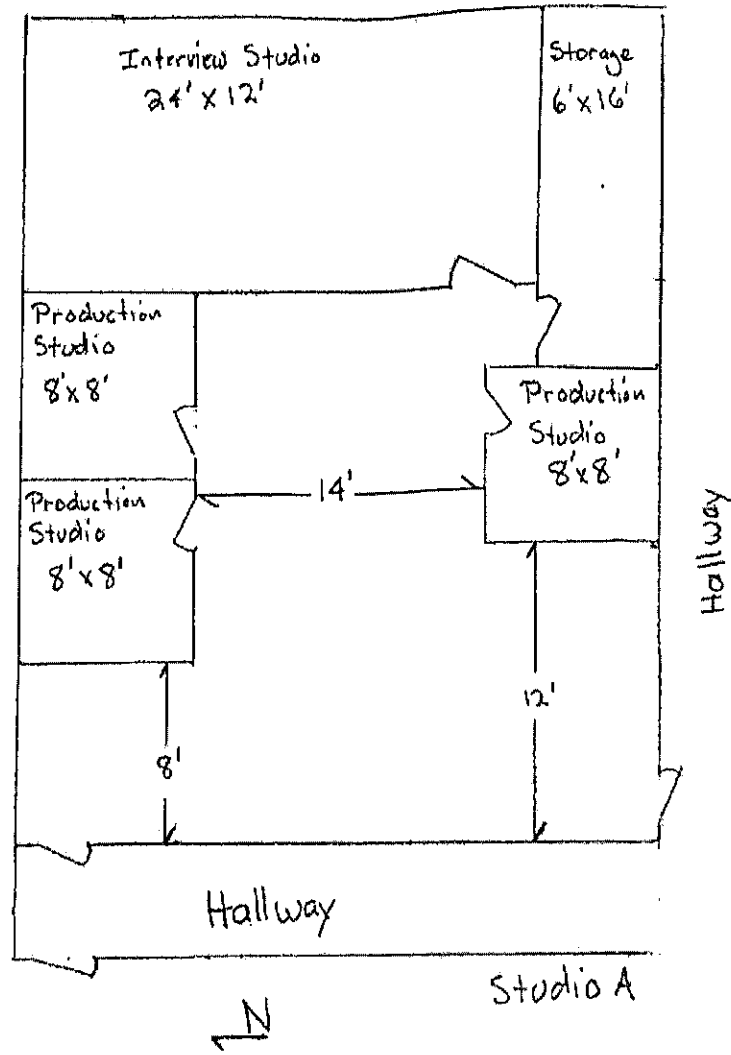 Interview Studio
24' x 12'
Storage
6' x 16'
Production
Studio
8' x 8'
Production
Studio
8' x 8'
Production
Studio
8' x 8'
14'
Hallway
12'
8'
Hallway
Studio A
N